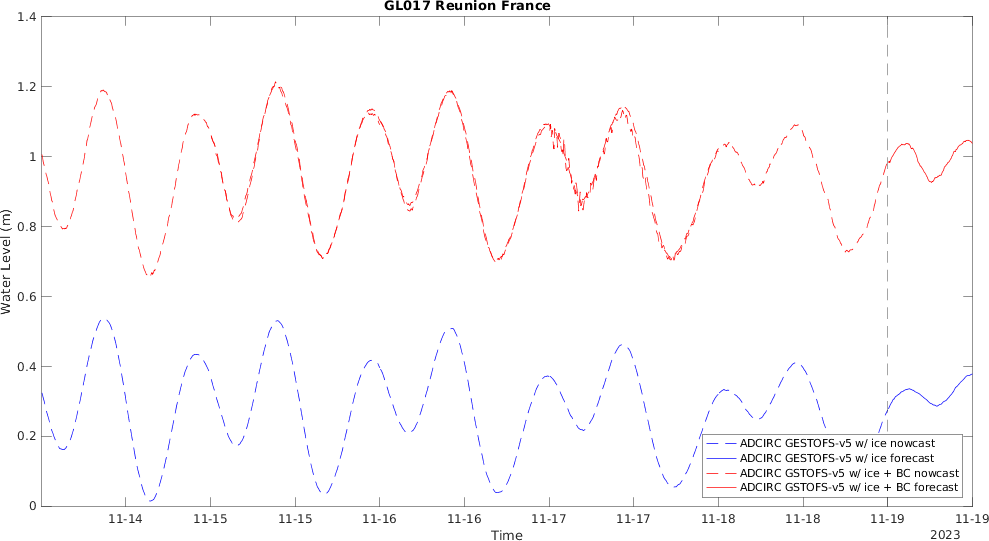 GL017 Reunion France
1.4
1.2
1
0.8
0.6
0.4
0.2
0
Water Level (m)
ADCIRC GESTOFS-v5 w/ ice nowcast
ADCIRC GESTOFS-v5 w/ ice forecast
ADCIRC GSTOFS-v5 w/ ice + BC nowcast
ADCIRC GSTOFS-v5 w/ ice + BC forecast
11-14 11-15 11-15 11-16 11-16 11-17 11-17 11-18 11-18 11-19 11-19
Time
2023